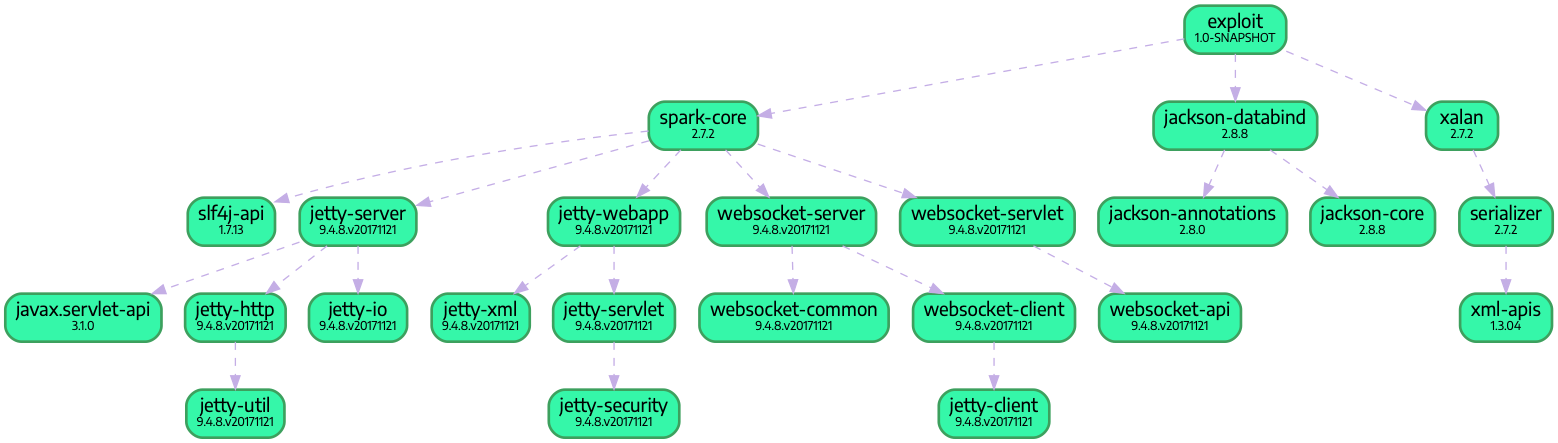 exploit
1.0-SNAPSHOT
spark-core
2.7.2
jackson-databind
2.8.8
xalan
2.7.2
slf4j-api
1.7.13
jetty-server
9.4.8.v20171121
jetty-webapp
9.4.8.v20171121
websocket-server
9.4.8.v20171121
websocket-servlet
9.4.8.v20171121
jackson-annotations
2.8.0
jackson-core
2.8.8
serializer
2.7.2
javax.servlet-api
3.1.0
jetty-http
9.4.8.v20171121
jetty-io
9.4.8.v20171121
jetty-xml
9.4.8.v20171121
jetty-servlet
9.4.8.v20171121
websocket-common
9.4.8.v20171121
websocket-client
9.4.8.v20171121
websocket-api
9.4.8.v20171121
xml-apis
1.3.04
jetty-util
9.4.8.v20171121
jetty-security
9.4.8.v20171121
jetty-client
9.4.8.v20171121